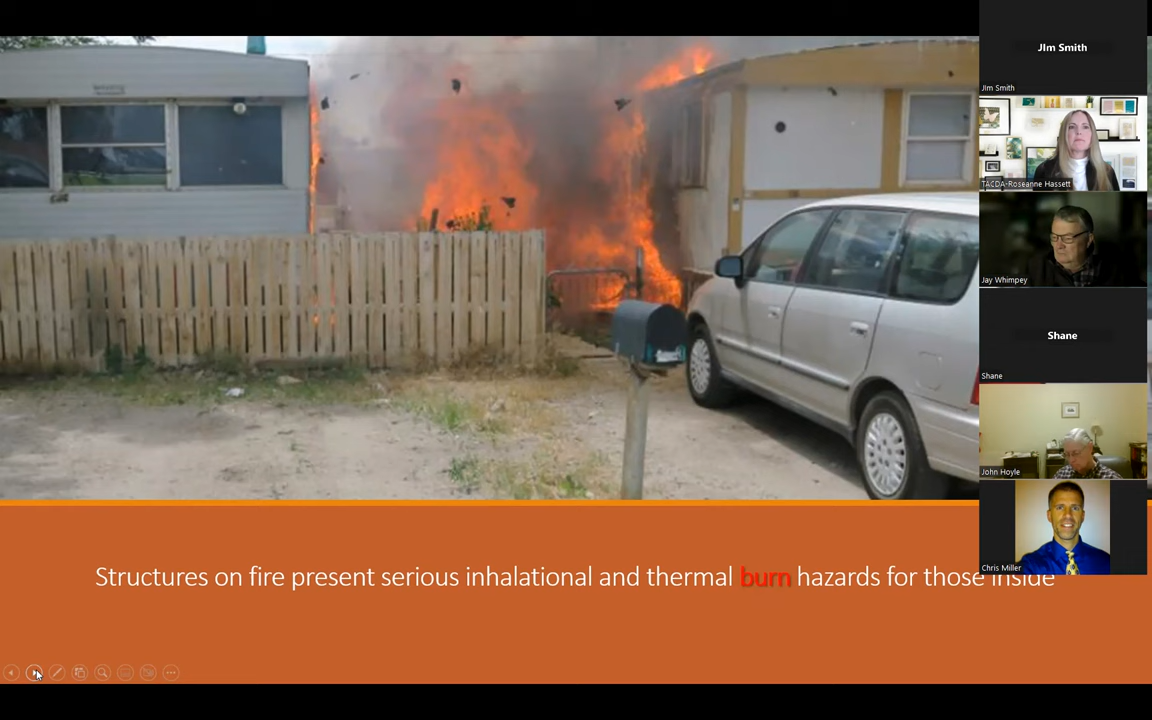 JIm Smith
JIm Smith
TACDA-Roseanne Hassett
Jay Whimpey
Shane
Shane
John Hoyle
Chris Miller
Structures on fire present serious inhalational and thermal burn hazards for those inside